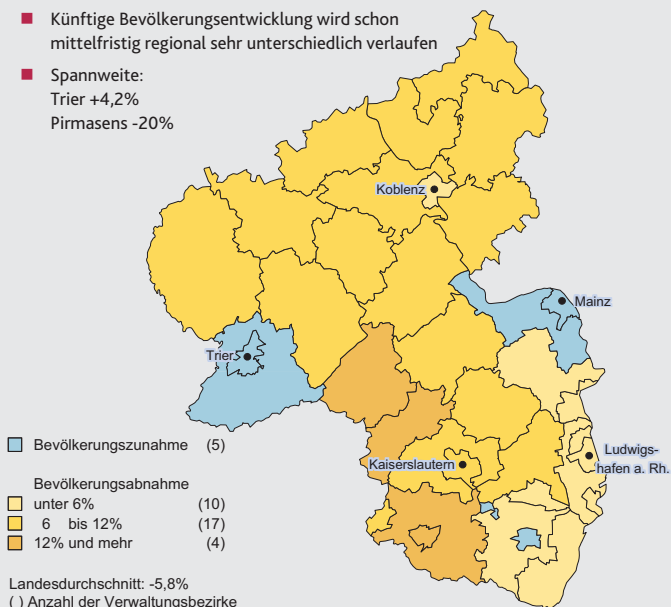 Künftige Bevölkerungsentwicklung wird schon
mittelfristig regional sehr unterschiedlich verlaufen
Spannweite:
Trier +4,2%
Pirmasens -20%
Koblenz
Mainz
Trier
Kaiserslautern
Ludwigs-
hafen a. Rh.
Bevölkerungszunahme (5)
Bevölkerungsabnahme
unter 6% (10)
6 bis 12% (17)
12% und mehr (4)
Landesdurchschnitt: -5,8%
( ) Anzahl der Verwaltungsbezirke